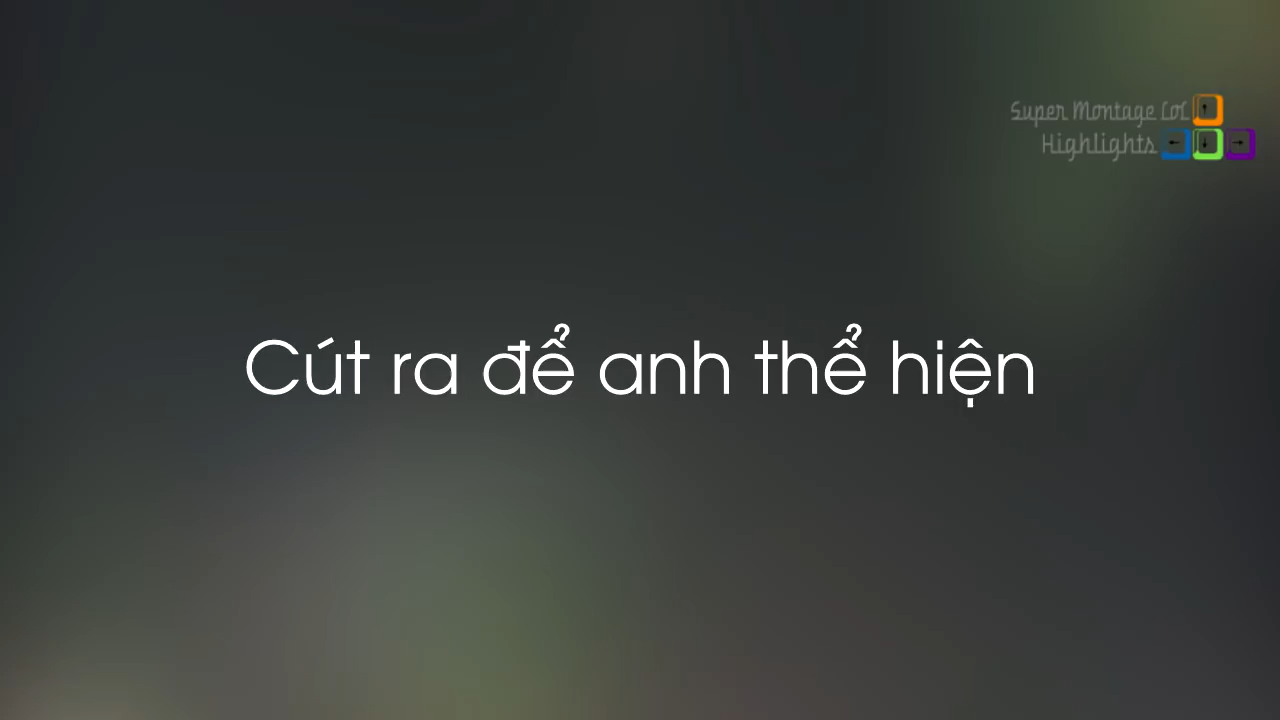 Super Montage LoL
Highlights
Cút ra để anh thể hiện